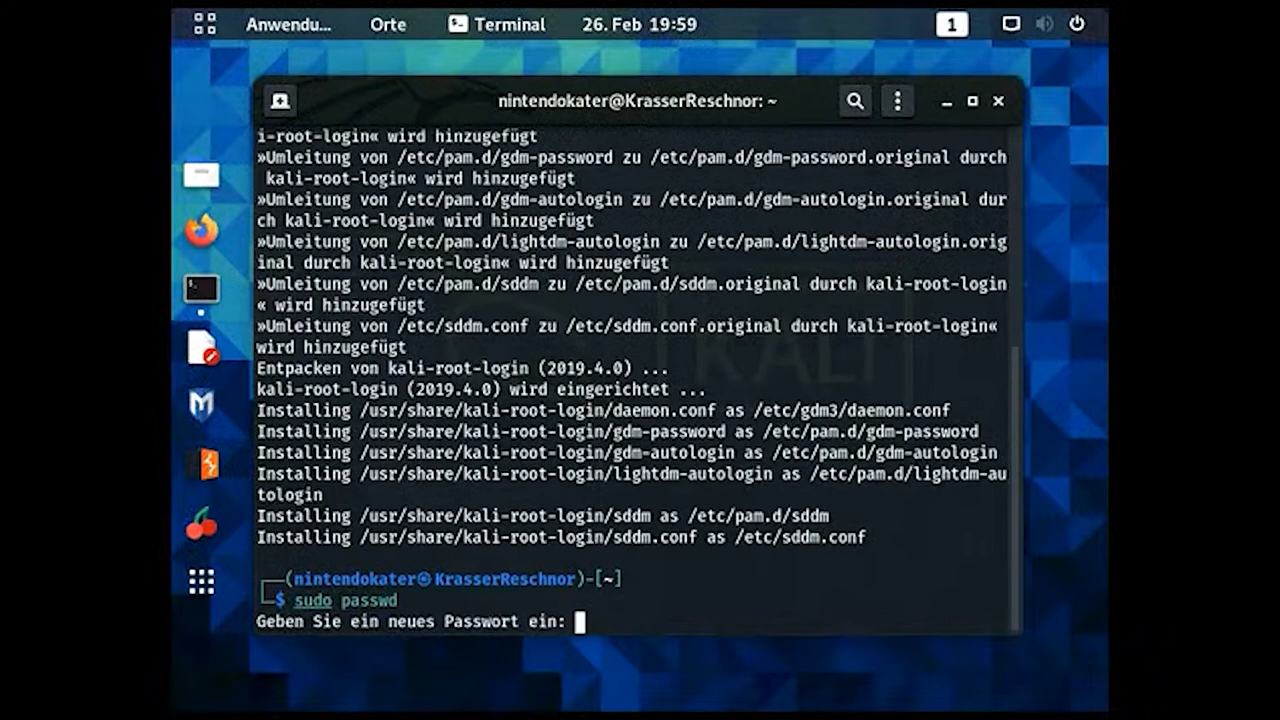 Anwendu... Orte Terminal 26. Feb 19:59 1
nintendokater@KrasserReschnor: ~
i-root-login« wird hinzugefügt
»Umleitung von /etc/pam.d/gdm-password zu /etc/pam.d/gdm-password.original durch
kali-root-login« wird hinzugefügt
»Umleitung von /etc/pam.d/gdm-autologin zu /etc/pam.d/gdm-autologin.original dur
ch kali-root-login« wird hinzugefügt
»Umleitung von /etc/pam.d/lightdm-autologin zu /etc/pam.d/lightdm-autologin.orig
inal durch kali-root-login« wird hinzugefügt
»Umleitung von /etc/pam.d/sddm zu /etc/pam.d/sddm.original durch kali-root-login
« wird hinzugefügt
»Umleitung von /etc/sddm.conf zu /etc/sddm.conf.original durch kali-root-login«
wird hinzugefügt
Entpacken von kali-root-login (2019.4.0) ...
kali-root-login (2019.4.0) wird eingerichtet ...
Installing /usr/share/kali-root-login/daemon.conf as /etc/gdm3/daemon.conf
Installing /usr/share/kali-root-login/gdm-password as /etc/pam.d/gdm-password
Installing /usr/share/kali-root-login/gdm-autologin as /etc/pam.d/gdm-autologin
Installing /usr/share/kali-root-login/lightdm-autologin as /etc/pam.d/lightdm-au
tologin
Installing /usr/share/kali-root-login/sddm as /etc/pam.d/sddm
Installing /usr/share/kali-root-login/sddm.conf as /etc/sddm.conf
┌──(nintendokater㉿KrasserReschnor)-[~]
└─$ sudo passwd
Geben Sie ein neues Passwort ein:
KALI